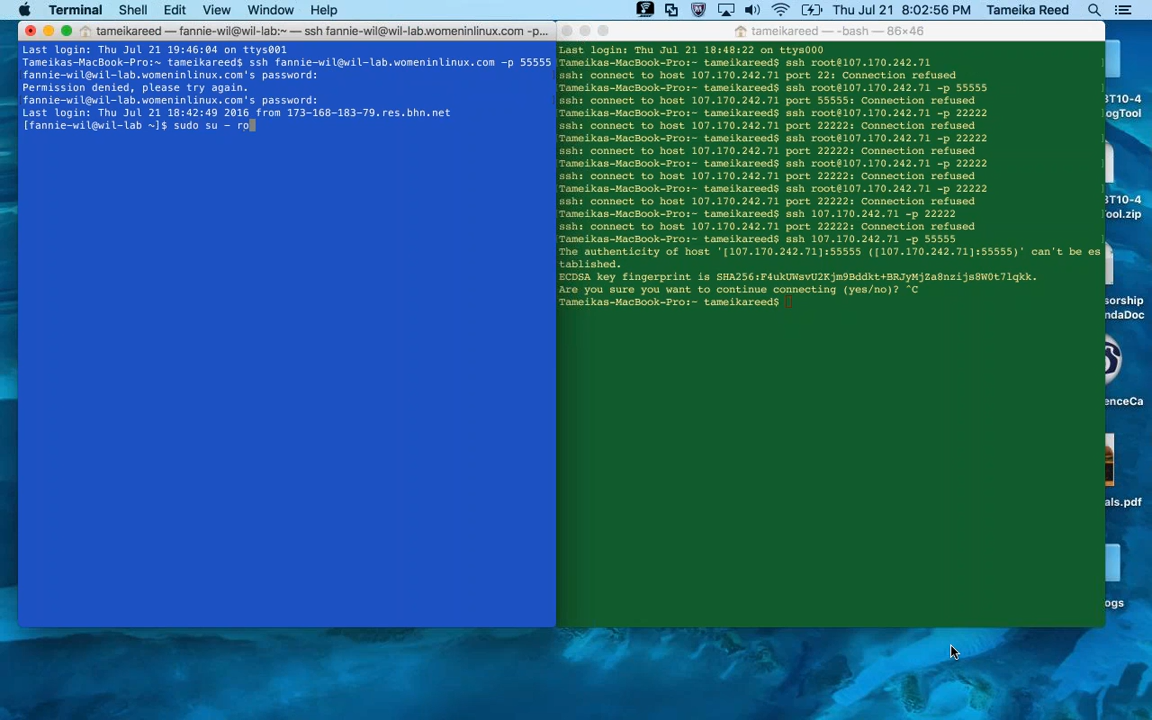 Terminal Shell Edit View Window Help Thu Jul 21 8:02:56 PM Tameika Reed
tameikareed — fannie-wil@wil-lab:~ — ssh fannie-wil@wil-lab.womeninlinux.com -p...
Last login: Thu Jul 21 19:46:04 on ttys001
Tameikas-MacBook-Pro:~ tameikareed$ ssh fannie-wil@wil-lab.womeninlinux.com -p 55555
fannie-wil@wil-lab.womeninlinux.com's password:
Permission denied, please try again.
fannie-wil@wil-lab.womeninlinux.com's password:
Last login: Thu Jul 21 18:42:49 2016 from 173-168-183-79.res.bhn.net
[fannie-wil@wil-lab ~]$ sudo su - ro
tameikareed — -bash — 86×46
Last login: Thu Jul 21 18:48:22 on ttys000
Tameikas-MacBook-Pro:~ tameikareed$ ssh root@107.170.242.71
ssh: connect to host 107.170.242.71 port 22: Connection refused
Tameikas-MacBook-Pro:~ tameikareed$ ssh root@107.170.242.71 -p 55555
ssh: connect to host 107.170.242.71 port 55555: Connection refused
Tameikas-MacBook-Pro:~ tameikareed$ ssh root@107.170.242.71 -p 22222
ssh: connect to host 107.170.242.71 port 22222: Connection refused
Tameikas-MacBook-Pro:~ tameikareed$ ssh root@107.170.242.71 -p 22222
ssh: connect to host 107.170.242.71 port 22222: Connection refused
Tameikas-MacBook-Pro:~ tameikareed$ ssh root@107.170.242.71 -p 22222
ssh: connect to host 107.170.242.71 port 22222: Connection refused
Tameikas-MacBook-Pro:~ tameikareed$ ssh root@107.170.242.71 -p 22222
ssh: connect to host 107.170.242.71 port 22222: Connection refused
Tameikas-MacBook-Pro:~ tameikareed$ ssh 107.170.242.71 -p 22222
ssh: connect to host 107.170.242.71 port 22222: Connection refused
Tameikas-MacBook-Pro:~ tameikareed$ ssh 107.170.242.71 -p 55555
The authenticity of host '[107.170.242.71]:55555 ([107.170.242.71]:55555)' can't be es
tablished.
ECDSA key fingerprint is SHA256:F4ukUWsvU2Kjm9Bddkt+BRJyMjZa8nzijs8W0t7lqkk.
Are you sure you want to continue connecting (yes/no)? ^C
Tameikas-MacBook-Pro:~ tameikareed$
3T10-4
ogTool
3T10-4
ool.zip
sorship
ndaDoc
enceCa
als.pdf
ogs